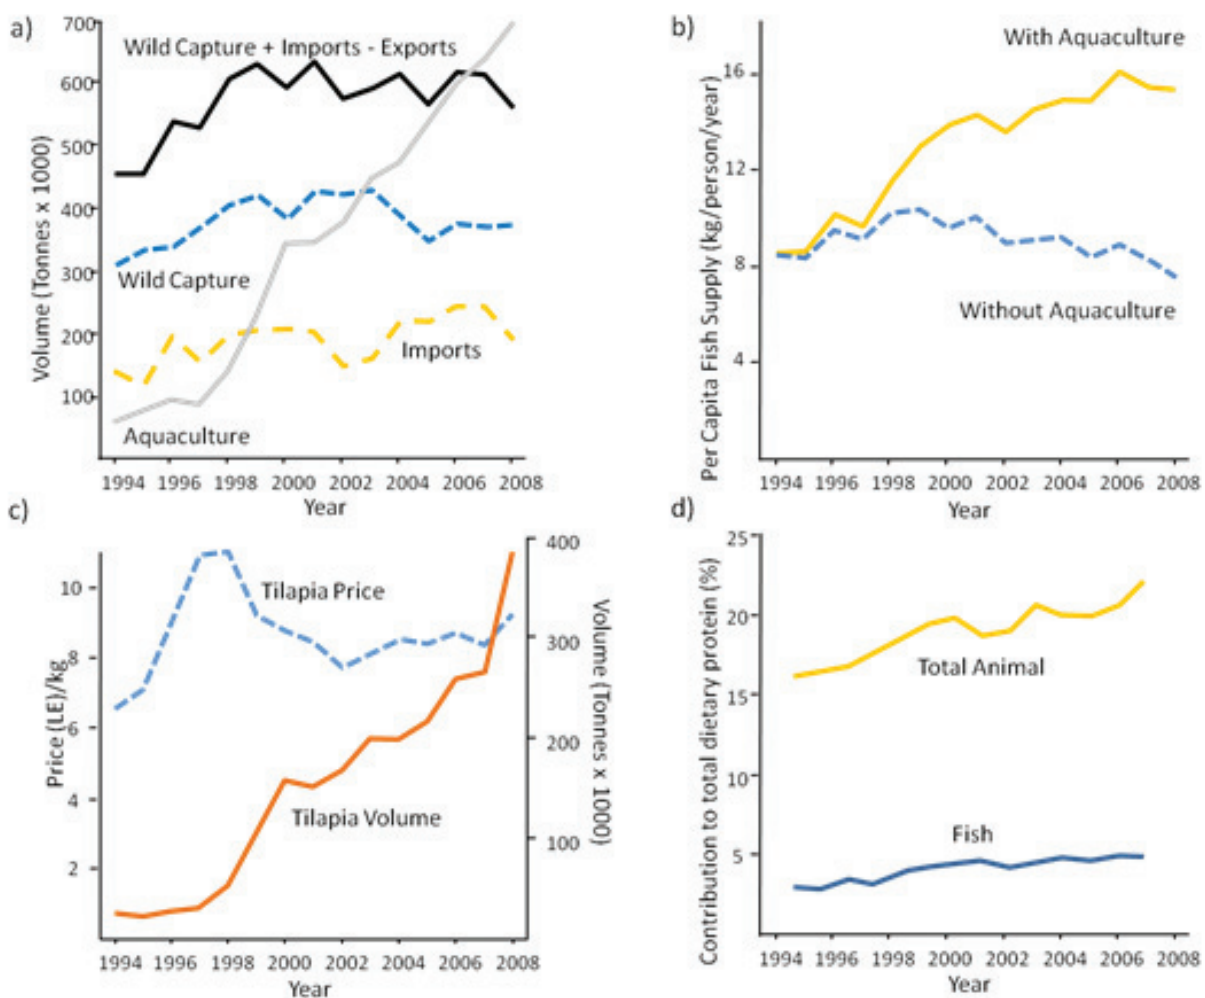 a)
700
600
500
400
300
200
100
Volume (Tonnes x 1000)
Wild Capture + Imports - Exports
Wild Capture
Imports
Aquaculture
1994 1996 1998 2000 2002 2004 2006 2008
Year
b)
16
12
8
4
Per Capita Fish Supply (kg/person/year)
With Aquaculture
Without Aquaculture
1994 1996 1998 2000 2002 2004 2006 2008
Year
c)
10
8
6
4
2
Price (LE)/kg
Tilapia Price
Tilapia Volume
400
300
200
100
Volume (Tonnes x 1000)
1994 1996 1998 2000 2002 2004 2006 2008
Year
d)
25
20
15
10
5
Contribution to total dietary protein (%)
Total Animal
Fish
1994 1996 1998 2000 2002 2004 2006 2008
Year